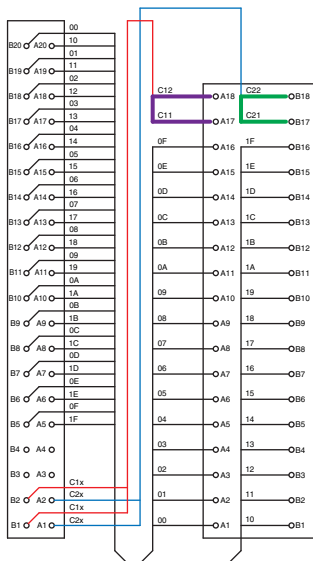 00
B20 A20 10
01
B19 A19 11
02
B18 A18 12
03
B17 A17 13
04
B16 A16 14
05
B15 A15 15
06
B14 A14 16
07
B13 A13 17
08
B12 A12 18
09
B11 A11 19
0A
B10 A10 1A
0B
B9 A9 1B
0C
B8 A8 1C
0D
B7 A7 1D
0E
B6 A6 1E
0F
B5 A5 1F
B4 A4
B3 A3
C1x
B2 A2 C2x
C1x
B1 A1 C2x
C12 A18 C22 B18
C11 A17 C21 B17
0F A16 1F B16
0E A15 1E B15
0D A14 1D B14
0C A13 1C B13
0B A12 1B B12
0A A11 1A B11
09 A10 19 B10
08 A9 18 B9
07 A8 17 B8
06 A7 16 B7
05 A6 15 B6
04 A5 14 B5
03 A4 13 B4
02 A3 12 B3
01 A2 11 B2
00 A1 10 B1